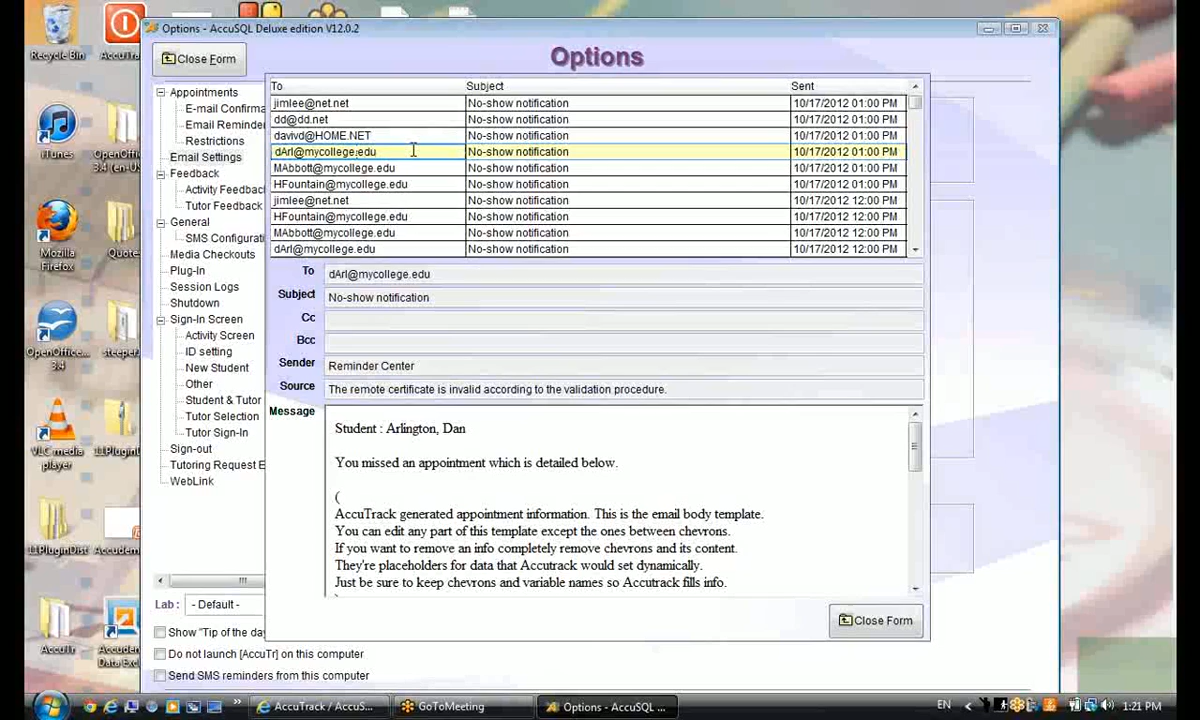 Options - AccuSQL Deluxe edition V12.0.2
Close Form
Options
Recycle Bin
iTunes
Mozilla
Firefox
Quote
OpenOffice...
3.4
VLC media
player
11PluginDist
AccuTr
Appointments
E-mail Confirma
Email Reminder
Restrictions
Email Settings
Feedback
Activity Feedback
Tutor Feedback
General
SMS Configurati
Media Checkouts
Plug-In
Session Logs
Shutdown
Sign-In Screen
Activity Screen
ID setting
New Student
Other
Student & Tutor
Tutor Selection
Tutor Sign-In
Sign-out
Tutoring Request E
WebLink
Lab :
- Default -
Show "Tip of the day
Do not launch [AccuTr] on this computer
Send SMS reminders from this computer
To Subject Sent
jimlee@net.net No-show notification 10/17/2012 01:00 PM
dd@dd.net No-show notification 10/17/2012 01:00 PM
davivd@HOME.NET No-show notification 10/17/2012 01:00 PM
dArl@mycollege;edu No-show notification 10/17/2012 01:00 PM
MAbbott@mycollege.edu No-show notification 10/17/2012 01:00 PM
HFountain@mycollege.edu No-show notification 10/17/2012 01:00 PM
jimlee@net.net No-show notification 10/17/2012 12:00 PM
HFountain@mycollege.edu No-show notification 10/17/2012 12:00 PM
MAbbott@mycollege.edu No-show notification 10/17/2012 12:00 PM
dArl@mycollege.edu No-show notification 10/17/2012 12:00 PM
To dArl@mycollege.edu
Subject No-show notification
Cc
Bcc
Sender Reminder Center
Source The remote certificate is invalid according to the validation procedure.
Message
Student : Arlington, Dan
You missed an appointment which is detailed below.
(
AccuTrack generated appointment information. This is the email body template.
You can edit any part of this template except the ones between chevrons.
If you want to remove an info completely remove chevrons and its content.
They're placeholders for data that Accutrack would set dynamically.
Just be sure to keep chevrons and variable names so Accutrack fills info.
Close Form
AccuTrack / AccuS...
GoToMeeting
Options - AccuSQL ...
EN
1:21 PM